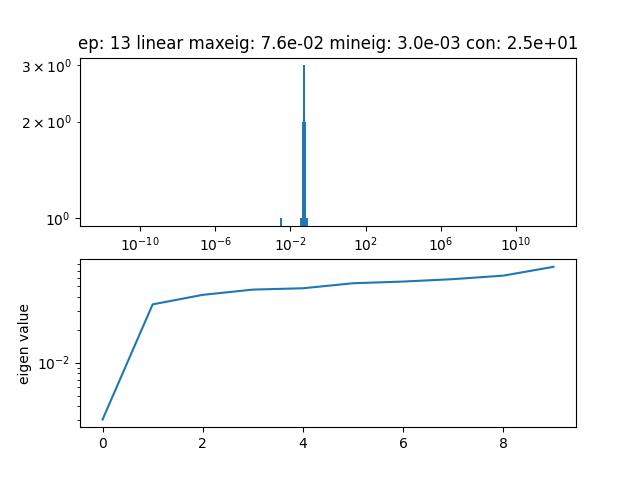 ep: 13 linear maxeig: 7.6e-02 mineig: 3.0e-03 con: 2.5e+01
3 × 10⁰
2 × 10⁰
10⁰
10⁻¹⁰ 10⁻⁶ 10⁻² 10² 10⁶ 10¹⁰
eigen value
10⁻²
0 2 4 6 8